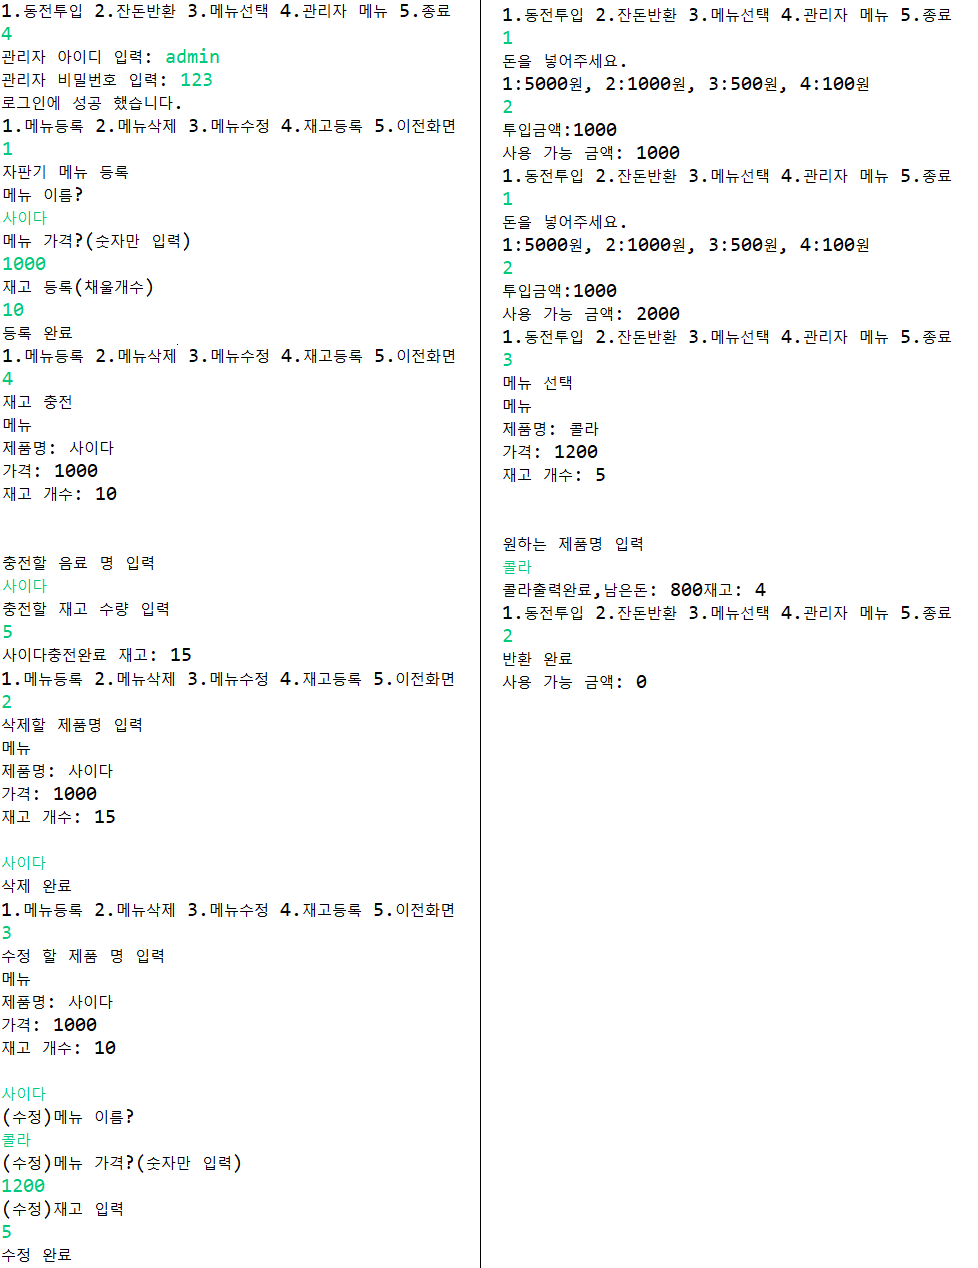 1.동전투입 2.잔돈반환 3.메뉴선택 4.관리자 메뉴 5.종료
4
관리자 아이디 입력: admin
관리자 비밀번호 입력: 123
로그인에 성공 했습니다.
1.메뉴등록 2.메뉴삭제 3.메뉴수정 4.재고등록 5.이전화면
1
자판기 메뉴 등록
메뉴 이름?
사이다
메뉴 가격?(숫자만 입력)
1000
재고 등록(채울개수)
10
등록 완료
1.메뉴등록 2.메뉴삭제 3.메뉴수정 4.재고등록 5.이전화면
4
재고 충전
메뉴
제품명: 사이다
가격: 1000
재고 개수: 10
충전할 음료 명 입력
사이다
충전할 재고 수량 입력
5
사이다충전완료 재고: 15
1.메뉴등록 2.메뉴삭제 3.메뉴수정 4.재고등록 5.이전화면
2
삭제할 제품명 입력
메뉴
제품명: 사이다
가격: 1000
재고 개수: 15
사이다
삭제 완료
1.메뉴등록 2.메뉴삭제 3.메뉴수정 4.재고등록 5.이전화면
3
수정 할 제품 명 입력
메뉴
제품명: 사이다
가격: 1000
재고 개수: 10
사이다
(수정)메뉴 이름?
콜라
(수정)메뉴 가격?(숫자만 입력)
1200
(수정)재고 입력
5
수정 완료
1.동전투입 2.잔돈반환 3.메뉴선택 4.관리자 메뉴 5.종료
1
돈을 넣어주세요.
1:5000원, 2:1000원, 3:500원, 4:100원
2
투입금액:1000
사용 가능 금액: 1000
1.동전투입 2.잔돈반환 3.메뉴선택 4.관리자 메뉴 5.종료
1
돈을 넣어주세요.
1:5000원, 2:1000원, 3:500원, 4:100원
2
투입금액:1000
사용 가능 금액: 2000
1.동전투입 2.잔돈반환 3.메뉴선택 4.관리자 메뉴 5.종료
3
메뉴 선택
메뉴
제품명: 콜라
가격: 1200
재고 개수: 5
원하는 제품명 입력
콜라
콜라출력완료,남은돈: 800재고: 4
1.동전투입 2.잔돈반환 3.메뉴선택 4.관리자 메뉴 5.종료
2
반환 완료
사용 가능 금액: 0